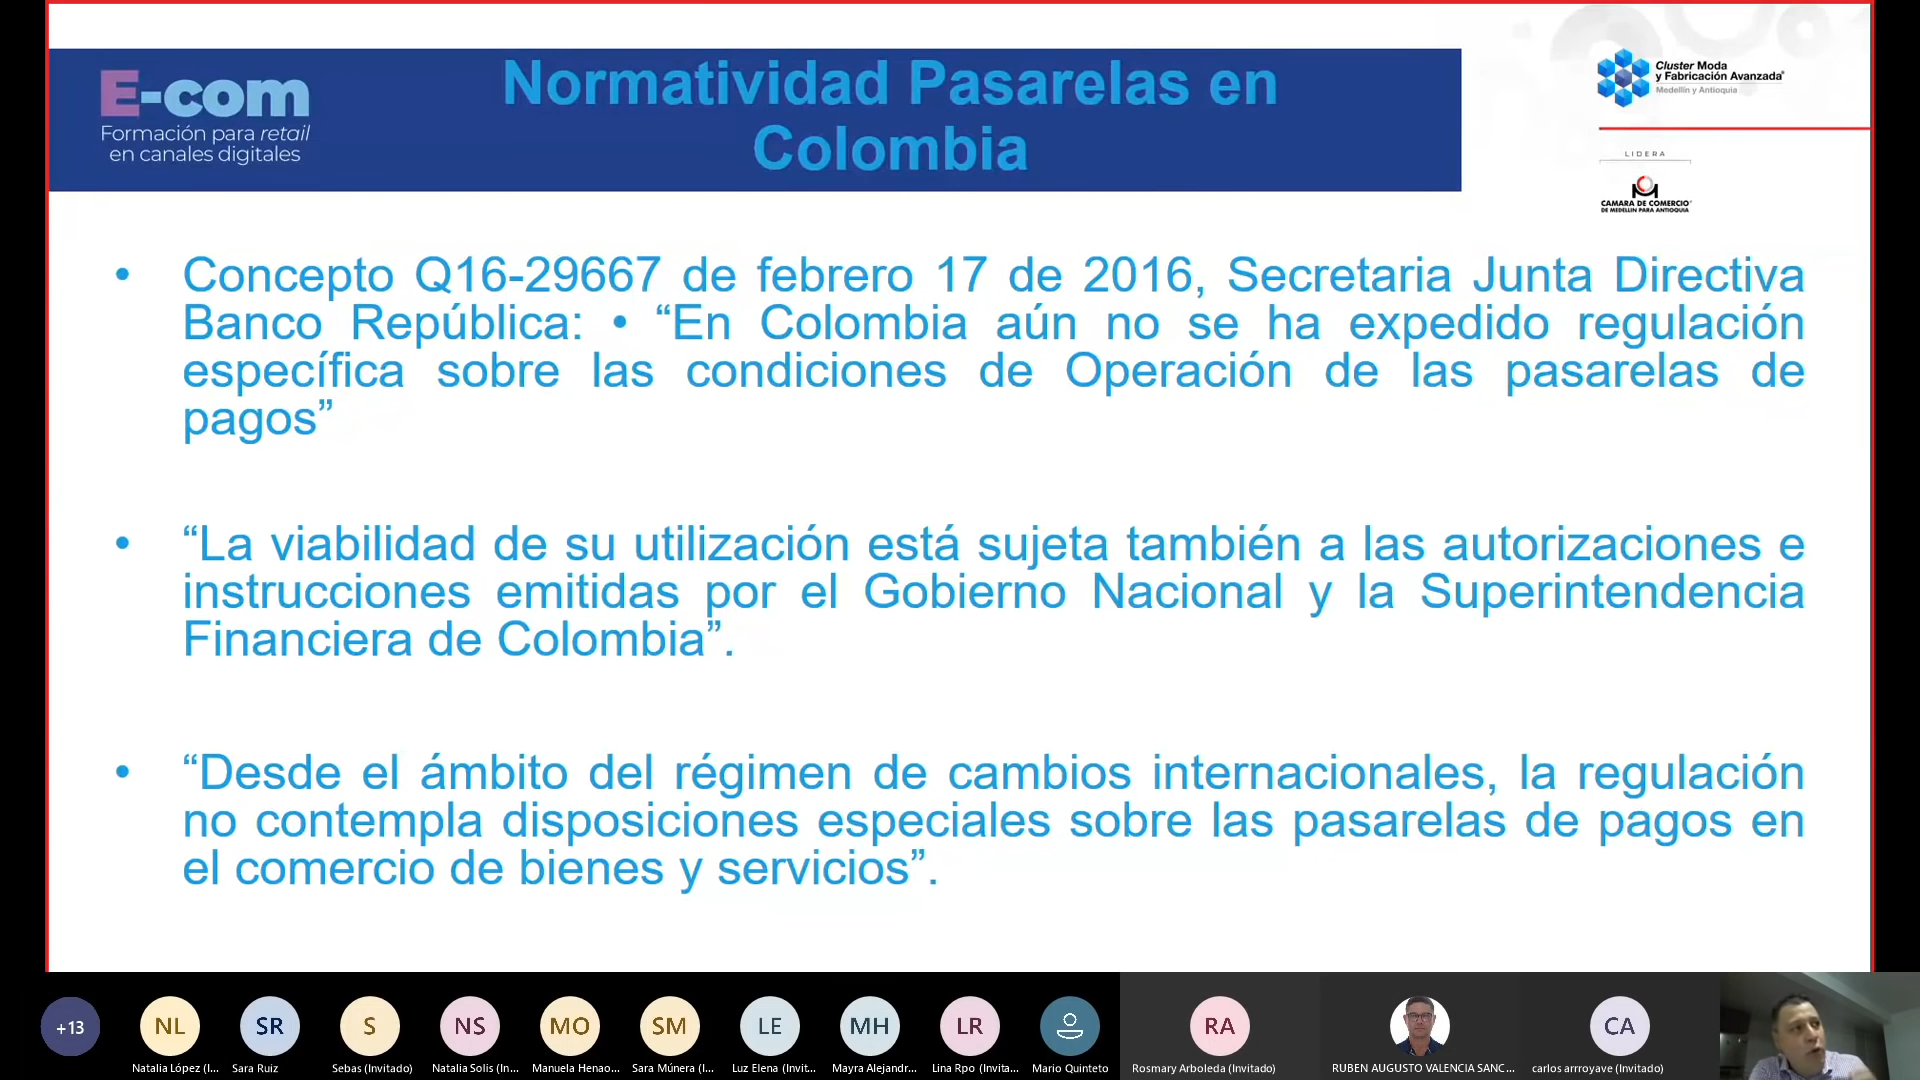 E-com
Formación para retail
en canales digitales
Normatividad Pasarelas en
Colombia
Cluster Moda
y Fabricación Avanzada®
Medellín y Antioquia
LIDERA
CAMARA DE COMERCIO®
DE MEDELLIN PARA ANTIOQUIA
• Concepto Q16-29667 de febrero 17 de 2016, Secretaria Junta Directiva
Banco República: • “En Colombia aún no se ha expedido regulación
específica sobre las condiciones de Operación de las pasarelas de
pagos”
• “La viabilidad de su utilización está sujeta también a las autorizaciones e
instrucciones emitidas por el Gobierno Nacional y la Superintendencia
Financiera de Colombia”.
• “Desde el ámbito del régimen de cambios internacionales, la regulación
no contempla disposiciones especiales sobre las pasarelas de pagos en
el comercio de bienes y servicios”.
+13
NL
SR
S
NS
MO
SM
LE
MH
LR
RA
CA
Natalia López (I...
Sara Ruiz
Sebas (Invitado)
Natalia Solis (In...
Manuela Henao...
Sara Múnera (I...
Luz Elena (Invit...
Mayra Alejandr...
Lina Rpo (Invita...
Mario Quinteto
Rosmary Arboleda (Invitado)
RUBEN AUGUSTO VALENCIA SANC...
carlos arrroyave (Invitado)